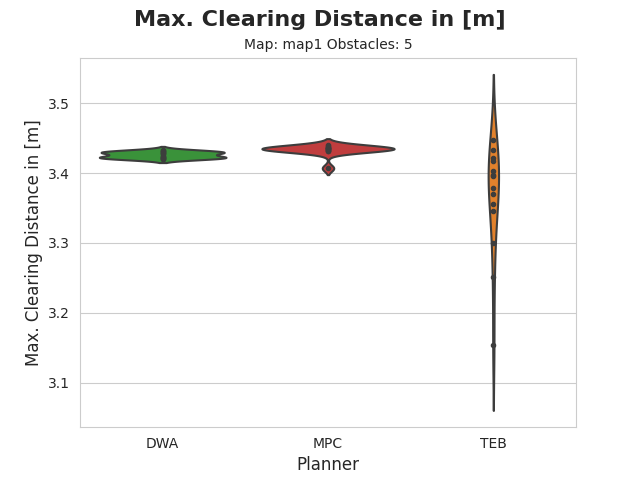 Max. Clearing Distance in [m]
Map: map1 Obstacles: 5
Max. Clearing Distance in [m]
3.5
3.4
3.3
3.2
3.1
DWA
MPC
TEB
Planner